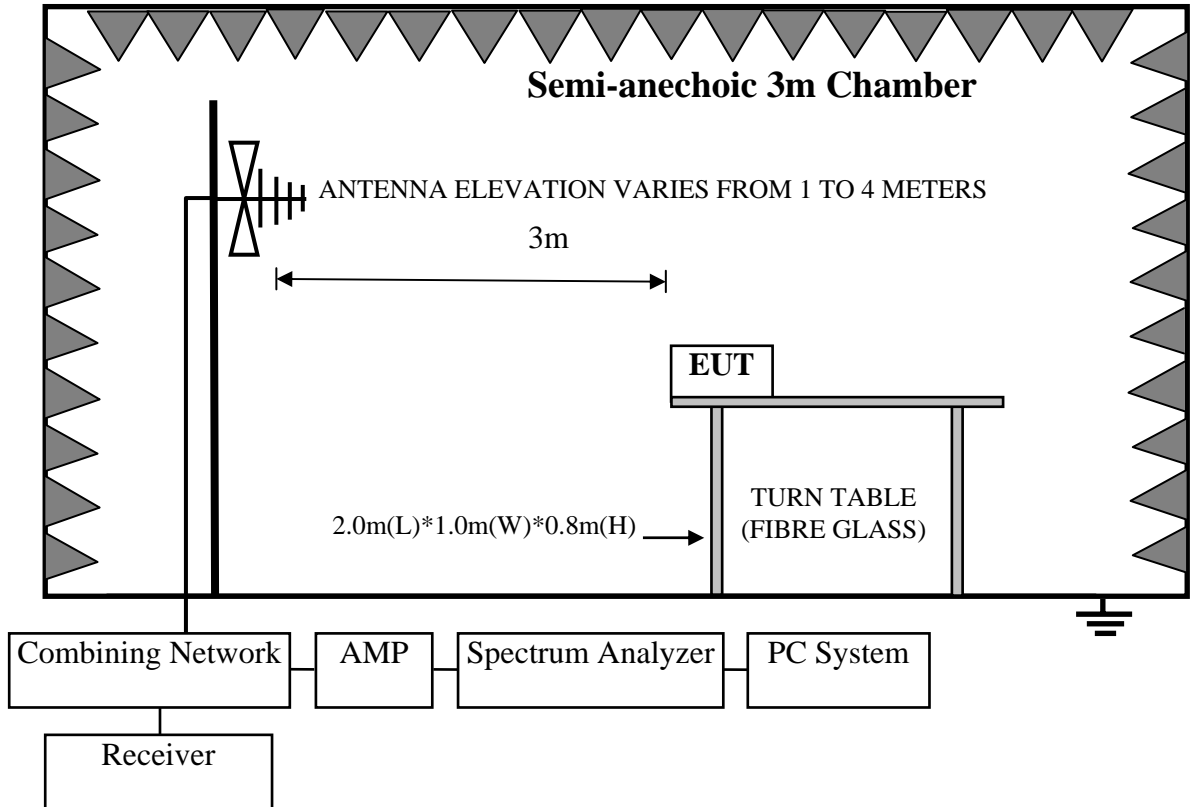 Semi-anechoic 3m Chamber
ANTENNA ELEVATION VARIES FROM 1 TO 4 METERS
3m
EUT
TURN TABLE
(FIBRE GLASS)
2.0m(L)*1.0m(W)*0.8m(H)
Combining Network
AMP
Spectrum Analyzer
PC System
Receiver